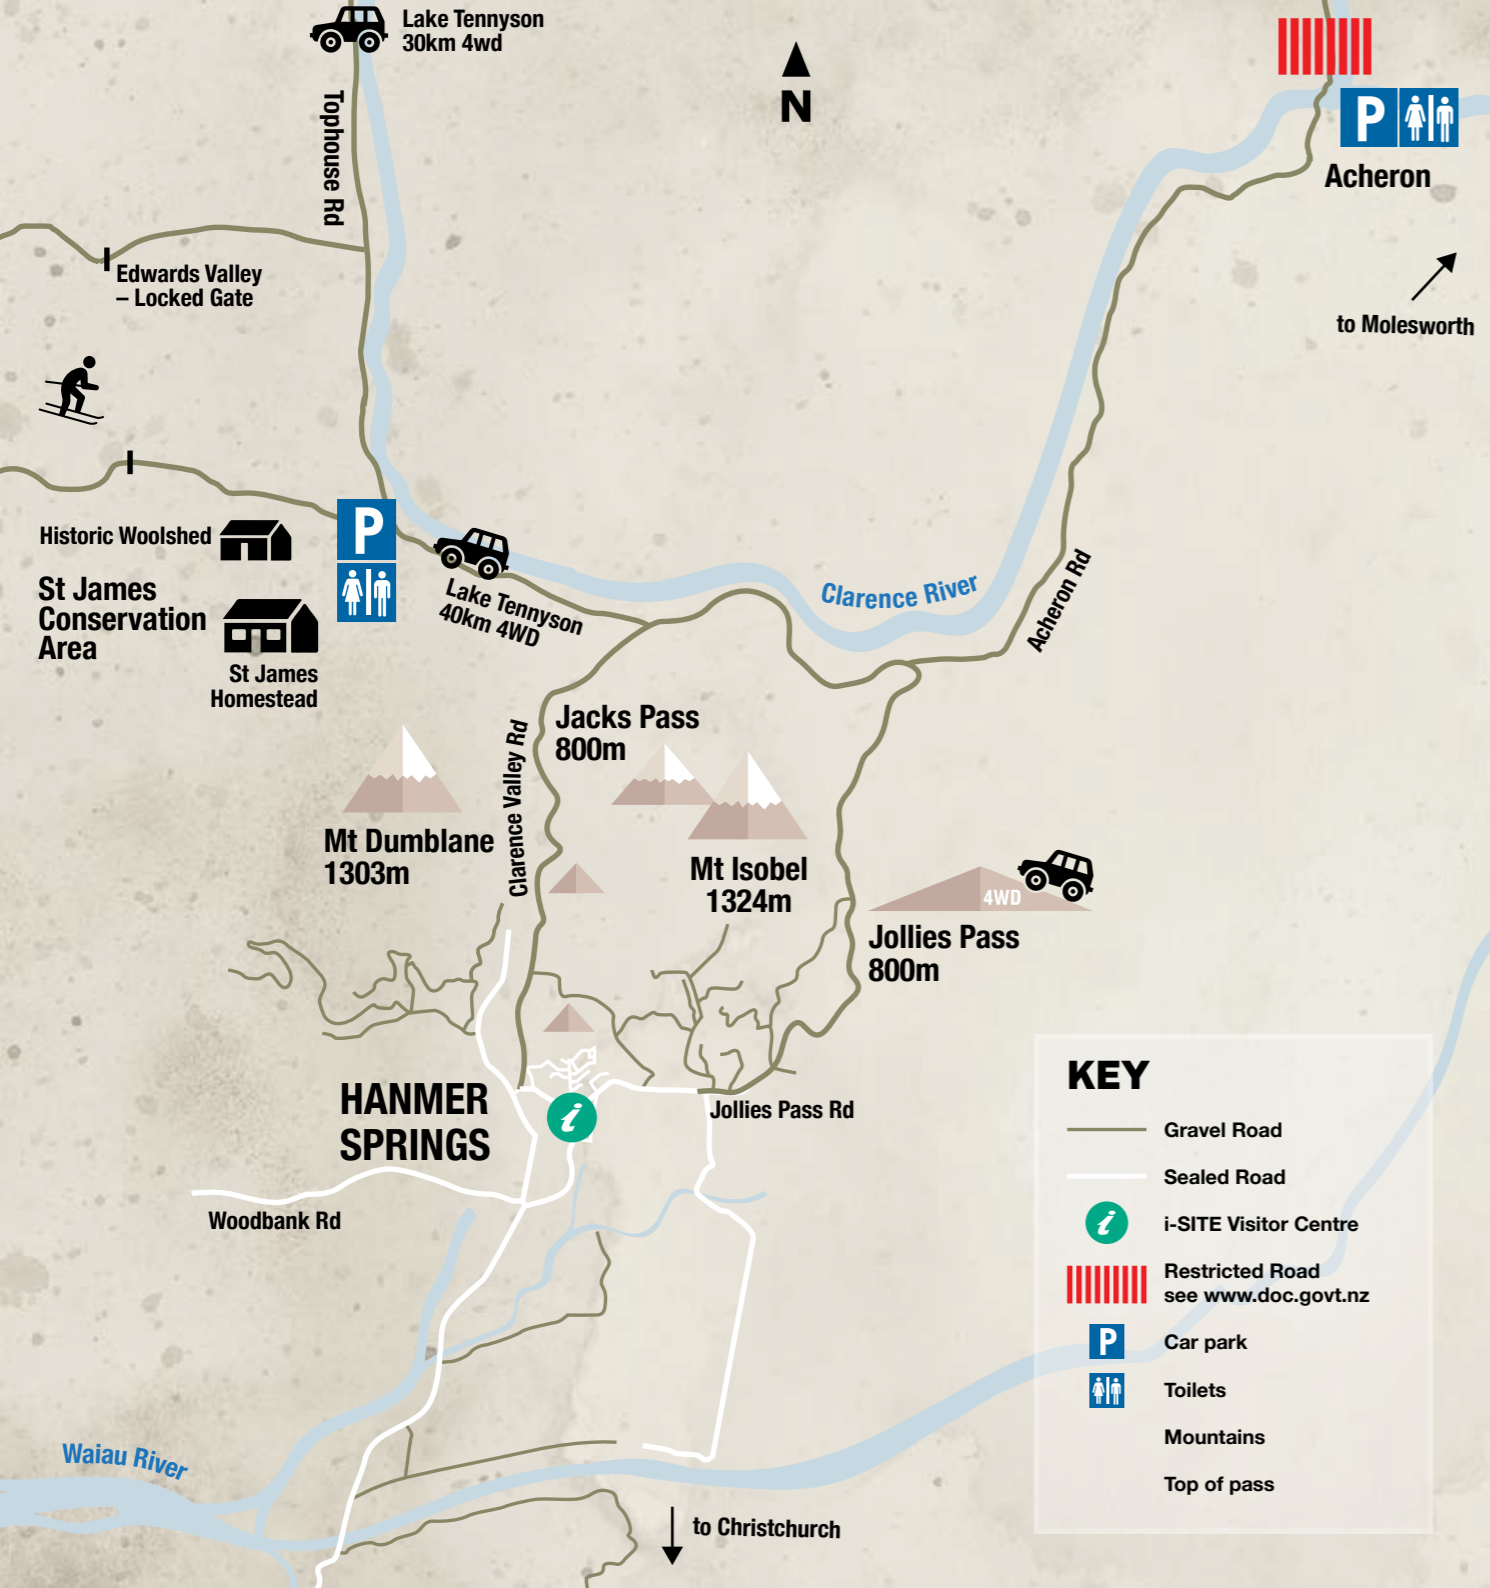 Lake Tennyson
30km 4wd
N
Tophouse Rd
P
Acheron
to Molesworth
Edwards Valley
– Locked Gate
Historic Woolshed
P
St James
Conservation
Area
St James
Homestead
Lake Tennyson
40km 4WD
Clarence River
Acheron Rd
Clarence Valley Rd
Jacks Pass
800m
Mt Dumblane
1303m
Mt Isobel
1324m
4WD
Jollies Pass
800m
HANMER
SPRINGS
i
Jollies Pass Rd
Woodbank Rd
Waiau River
to Christchurch
KEY
Gravel Road
Sealed Road
i
i-SITE Visitor Centre
Restricted Road
see www.doc.govt.nz
P
Car park
Toilets
Mountains
Top of pass